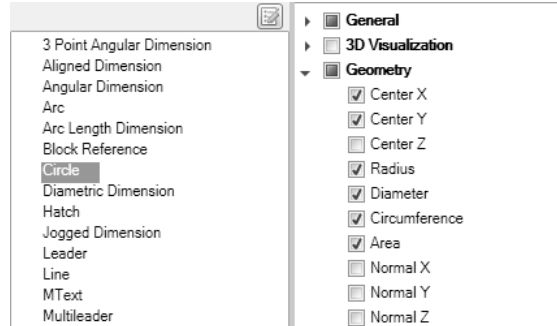 3 Point Angular Dimension
Aligned Dimension
Angular Dimension
Arc
Arc Length Dimension
Block Reference
Circle
Diametric Dimension
Hatch
Jogged Dimension
Leader
Line
MText
Multileader
General
3D Visualization
Geometry
Center X
Center Y
Center Z
Radius
Diameter
Circumference
Area
Normal X
Normal Y
Normal Z